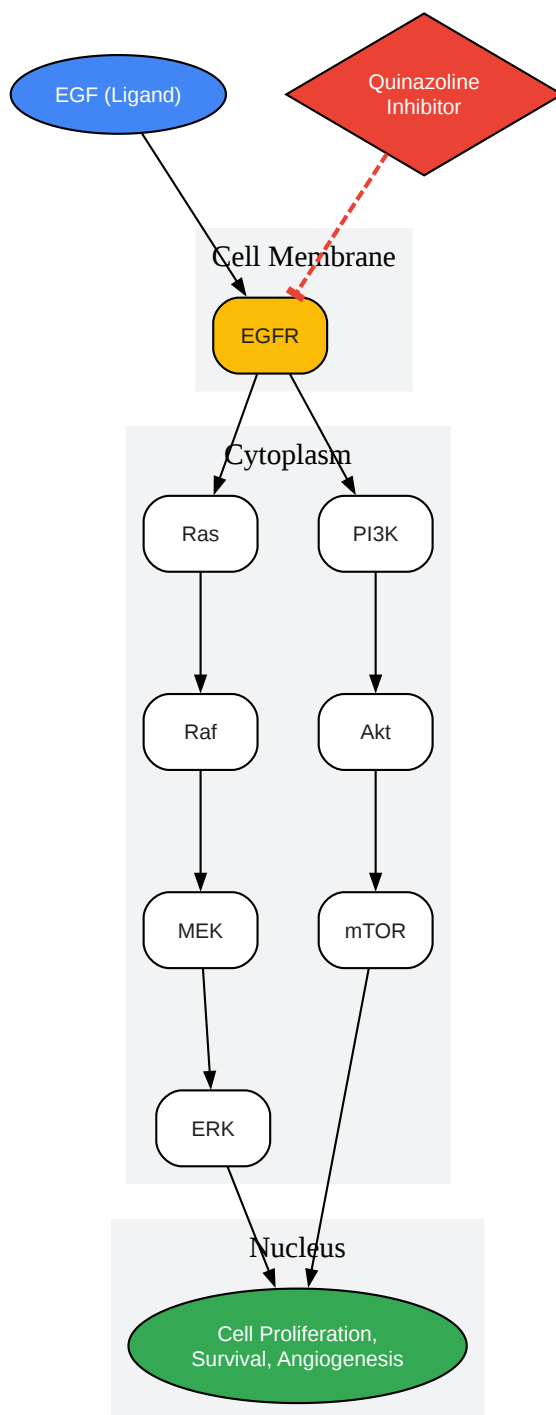 EGF (Ligand)
Quinazoline
Inhibitor
Cell Membrane
EGFR
Cytoplasm
Ras
PI3K
Raf
Akt
MEK
mTOR
ERK
Nucleus
Cell Proliferation,
Survival, Angiogenesis